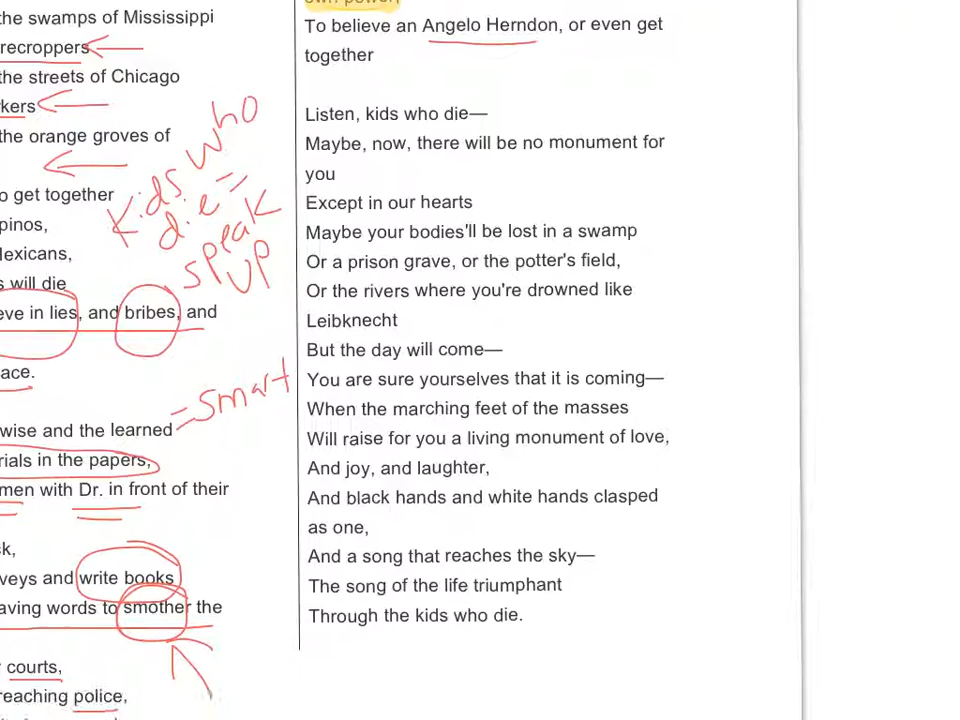 the swamps of Mississippi
recroppers
the streets of Chicago
kers
the orange groves of
o get together
pinos,
exicans,
s will die
eve in lies, and bribes, and
ace.
wise and the learned
rials in the papers,
men with Dr. in front of their
k,
veys and write books
aving words to smother the
courts,
reaching police,
kids who
die =
speak
up
= smart
own power
To believe an Angelo Herndon, or even get
together
Listen, kids who die—
Maybe, now, there will be no monument for
you
Except in our hearts
Maybe your bodies'll be lost in a swamp
Or a prison grave, or the potter's field,
Or the rivers where you're drowned like
Leibknecht
But the day will come—
You are sure yourselves that it is coming—
When the marching feet of the masses
Will raise for you a living monument of love,
And joy, and laughter,
And black hands and white hands clasped
as one,
And a song that reaches the sky—
The song of the life triumphant
Through the kids who die.